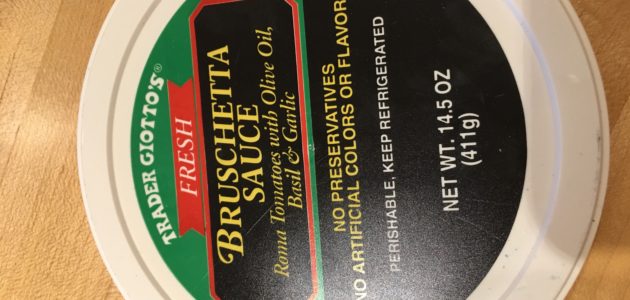 TRADER GIOTTO'S®
FRESH
BRUSCHETTA
SAUCE
Roma Tomatoes with Olive Oil,
Basil & Garlic
NO PRESERVATIVES
NO ARTIFICIAL COLORS OR FLAVOR
PERISHABLE, KEEP REFRIGERATED
NET WT. 14.5 OZ
(411g)